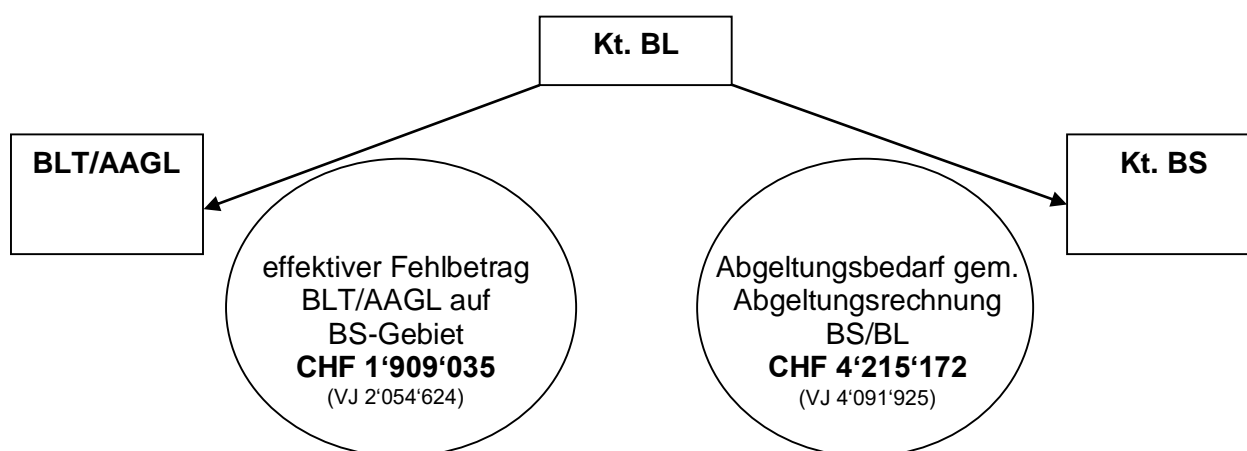 Kt. BL
BLT/AAGL
Kt. BS
effektiver Fehlbetrag
BLT/AAGL auf
BS-Gebiet
CHF 1‘909‘035
(VJ 2‘054‘624)
Abgeltungsbedarf gem.
Abgeltungsrechnung
BS/BL
CHF 4‘215‘172
(VJ 4‘091‘925)